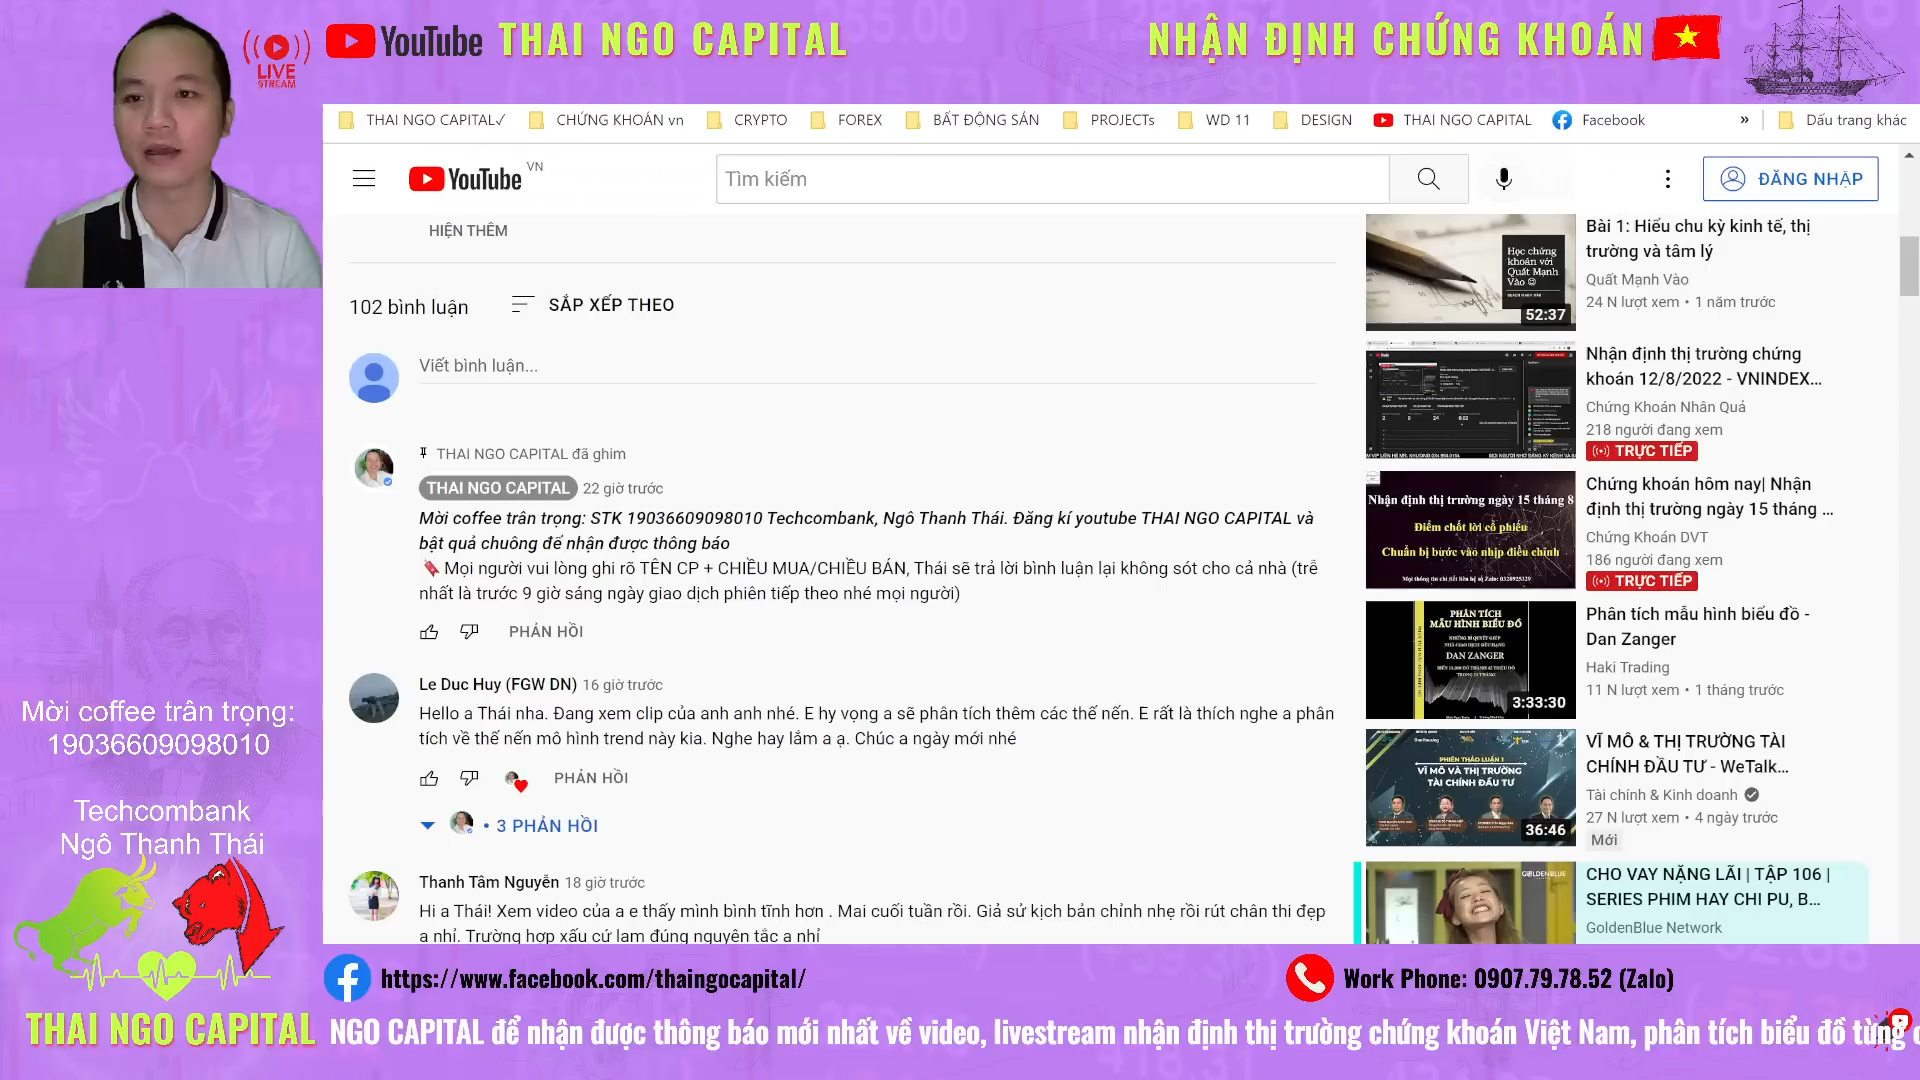 LIVE
STREAM
YouTube THAI NGO CAPITAL
NHẬN ĐỊNH CHỨNG KHOÁN
THAI NGO CAPITAL✓
CHỨNG KHOÁN vn
CRYPTO
FOREX
BẤT ĐỘNG SẢN
PROJECTs
WD 11
DESIGN
THAI NGO CAPITAL
Facebook
»
Dấu trang khác
YouTube VN
Tìm kiếm
ĐĂNG NHẬP
HIỆN THÊM
102 bình luận
SẮP XẾP THEO
Viết bình luận...
THAI NGO CAPITAL đã ghim
THAI NGO CAPITAL 22 giờ trước
Mời coffee trân trọng: STK 19036609098010 Techcombank, Ngô Thanh Thái. Đăng kí youtube THAI NGO CAPITAL và
bật quả chuông để nhận được thông báo
Mọi người vui lòng ghi rõ TÊN CP + CHIỀU MUA/CHIỀU BÁN, Thái sẽ trả lời bình luận lại không sót cho cả nhà (trễ
nhất là trước 9 giờ sáng ngày giao dịch phiên tiếp theo nhé mọi người)
PHẢN HỒI
Le Duc Huy (FGW DN) 16 giờ trước
Hello a Thái nha. Đang xem clip của anh anh nhé. E hy vọng a sẽ phân tích thêm các thế nến. E rất là thích nghe a phân
tích về thế nến mô hình trend này kia. Nghe hay lắm a ạ. Chúc a ngày mới nhé
PHẢN HỒI
• 3 PHẢN HỒI
Thanh Tâm Nguyễn 18 giờ trước
Hi a Thái! Xem video của a e thấy mình bình tĩnh hơn . Mai cuối tuần rồi. Giả sử kịch bản chỉnh nhẹ rồi rút chân thi đẹp
a nhỉ. Trường hợp xấu cứ lam đúng nguyên tắc a nhỉ
Học chứng
khoán với
Quất Mạnh
Vào
52:37
Bài 1: Hiểu chu kỳ kinh tế, thị
trường và tâm lý
Quất Mạnh Vào
24 N lượt xem • 1 năm trước
Nhận định thị trường chứng
khoán 12/8/2022 - VNINDEX...
Chứng Khoán Nhân Quả
218 người đang xem
TRỰC TIẾP
Nhận định thị trường ngày 15 tháng 8
Điểm chốt lời cổ phiếu
Chuẩn bị bước vào nhịp điều chỉnh
Chứng khoán hôm nay| Nhận
định thị trường ngày 15 tháng ...
Chứng Khoán DVT
186 người đang xem
TRỰC TIẾP
PHÂN TÍCH
MẪU HÌNH BIỂU ĐỒ
DAN ZANGER
3:33:30
Phân tích mẫu hình biểu đồ -
Dan Zanger
Haki Trading
11 N lượt xem • 1 tháng trước
PHIÊN THẢO LUẬN 1
VĨ MÔ VÀ THỊ TRƯỜNG
TÀI CHÍNH ĐẦU TƯ
36:46
VĨ MÔ & THỊ TRƯỜNG TÀI
CHÍNH ĐẦU TƯ - WeTalk...
Tài chính & Kinh doanh
27 N lượt xem • 4 ngày trước
Mới
GOLDENBLUE
CHO VAY NẶNG LÃI | TẬP 106 |
SERIES PHIM HAY CHI PU, B...
GoldenBlue Network
Mời coffee trân trọng:
19036609098010
Techcombank
Ngô Thanh Thái
THAI NGO CAPITAL
https://www.facebook.com/thaingocapital/
Work Phone: 0907.79.78.52 (Zalo)
NGO CAPITAL để nhận được thông báo mới nhất về video, livestream nhận định thị trường chứng khoán Việt Nam, phân tích biểu đồ từng